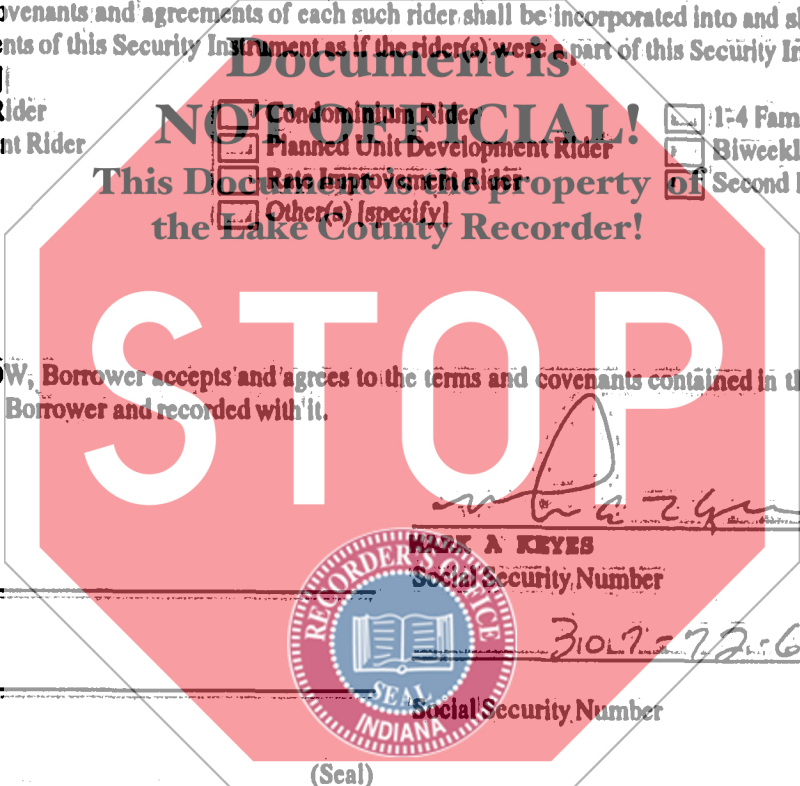 venants and agreements of each such rider shall be incorporated into and s
nts of this Security Instrument as if the rider(s) were a part of this Security In
Document is
Rider Condominium Rider 1-4 Fam
NOT OFFICIAL!
nt Rider Planned Unit Development Rider Biweekl
This Document is the property of
Rate Improvement Rider Second
Other(s) [specify]
the Lake County Recorder!
STOP
OW, Borrower accepts and agrees to the terms and covenants contained in th
Borrower and recorded with it.
MARK A KEYES
Social Security Number
RECORDER'S OFFICE
SEAL
INDIANA
Social Security Number
(Seal)